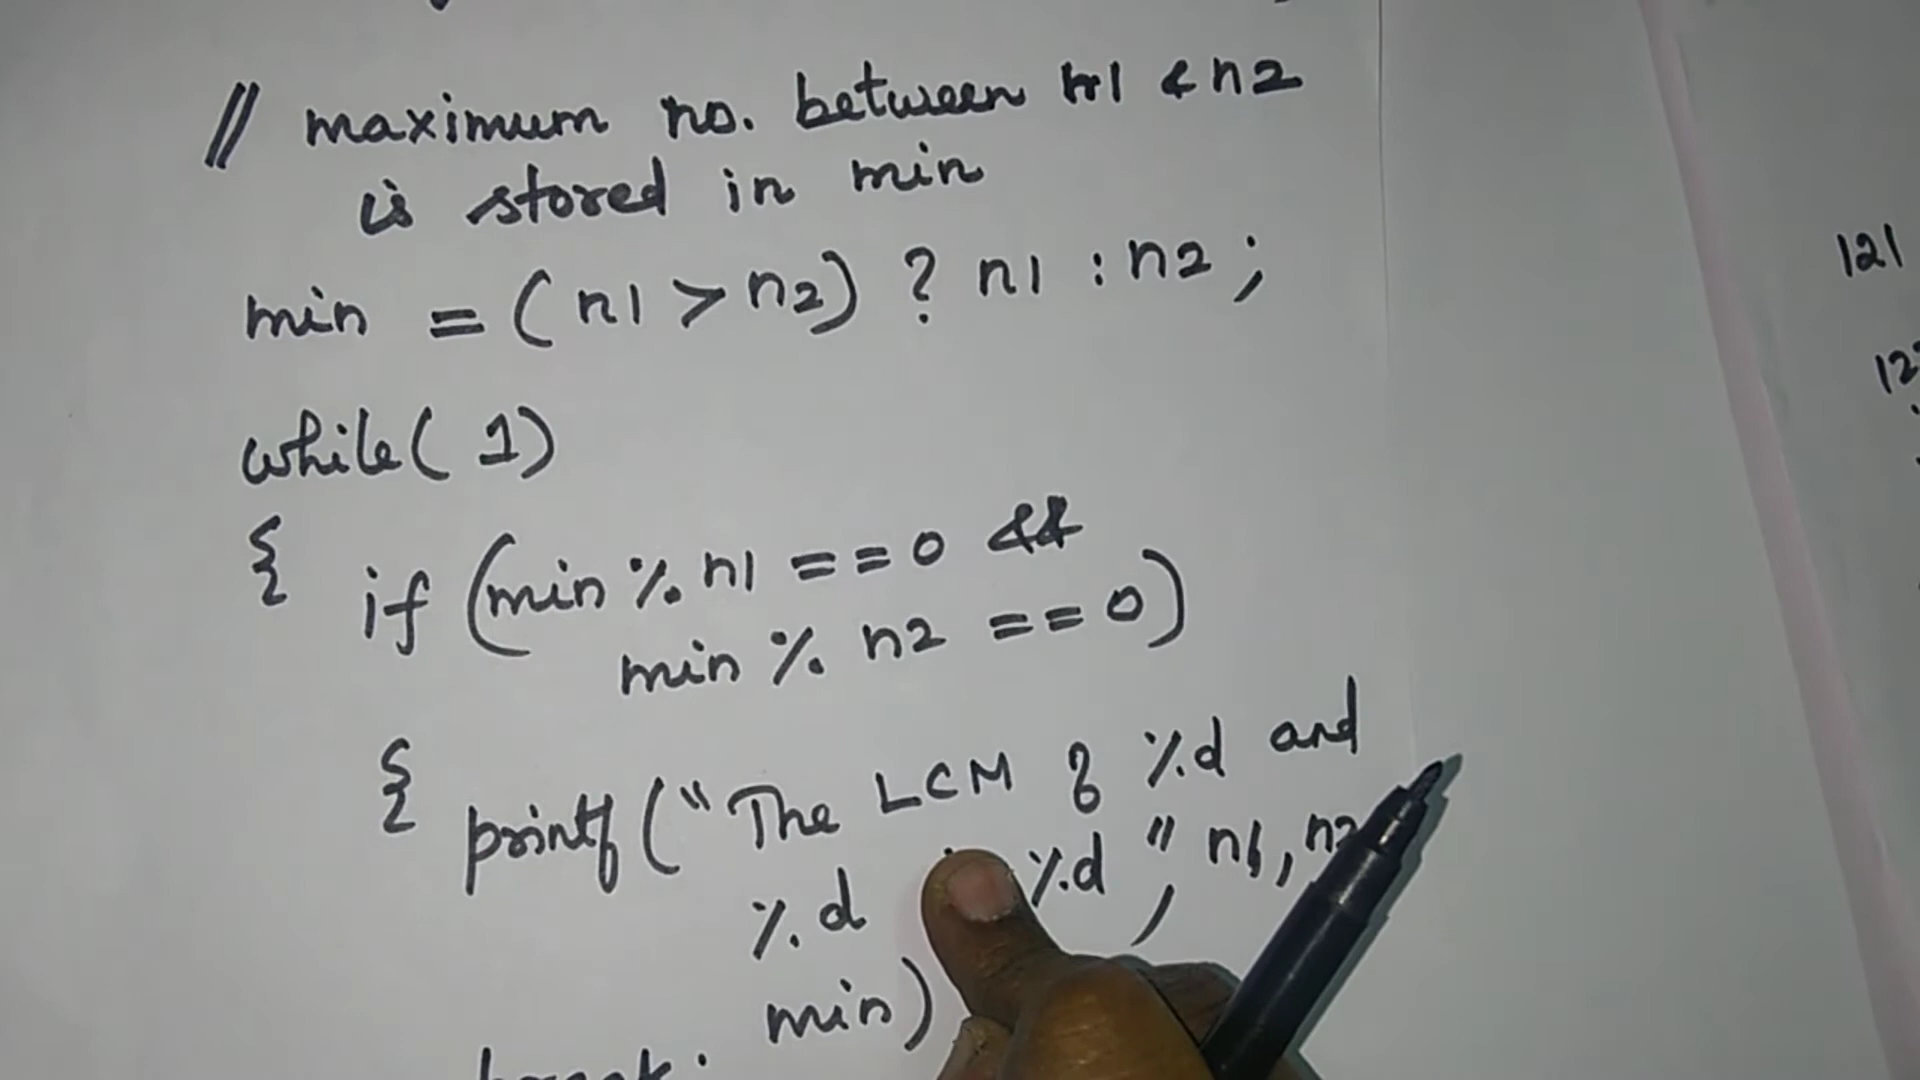 // maximum no. between n1 & n2
is stored in min
min = (n1 > n2) ? n1 : n2 ;
while( 1)
{ if (min % n1 == 0 &&
min % n2 == 0)
{ printf ("The LCM of %d and
%d %d ", n1, n2
min)
break;
121